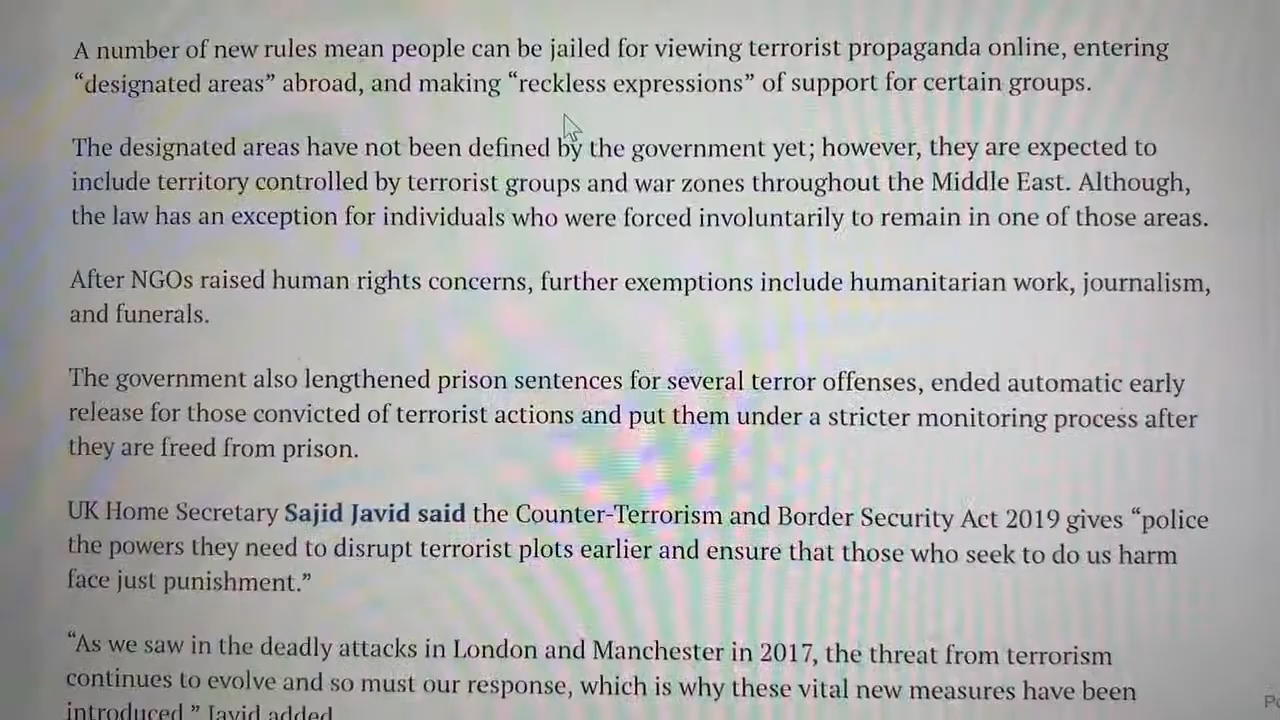 A number of new rules mean people can be jailed for viewing terrorist propaganda online, entering
“designated areas” abroad, and making “reckless expressions” of support for certain groups.
The designated areas have not been defined by the government yet; however, they are expected to
include territory controlled by terrorist groups and war zones throughout the Middle East. Although,
the law has an exception for individuals who were forced involuntarily to remain in one of those areas.
After NGOs raised human rights concerns, further exemptions include humanitarian work, journalism,
and funerals.
The government also lengthened prison sentences for several terror offenses, ended automatic early
release for those convicted of terrorist actions and put them under a stricter monitoring process after
they are freed from prison.
UK Home Secretary Sajid Javid said the Counter-Terrorism and Border Security Act 2019 gives “police
the powers they need to disrupt terrorist plots earlier and ensure that those who seek to do us harm
face just punishment.”
“As we saw in the deadly attacks in London and Manchester in 2017, the threat from terrorism
continues to evolve and so must our response, which is why these vital new measures have been
introduced,” Javid added.